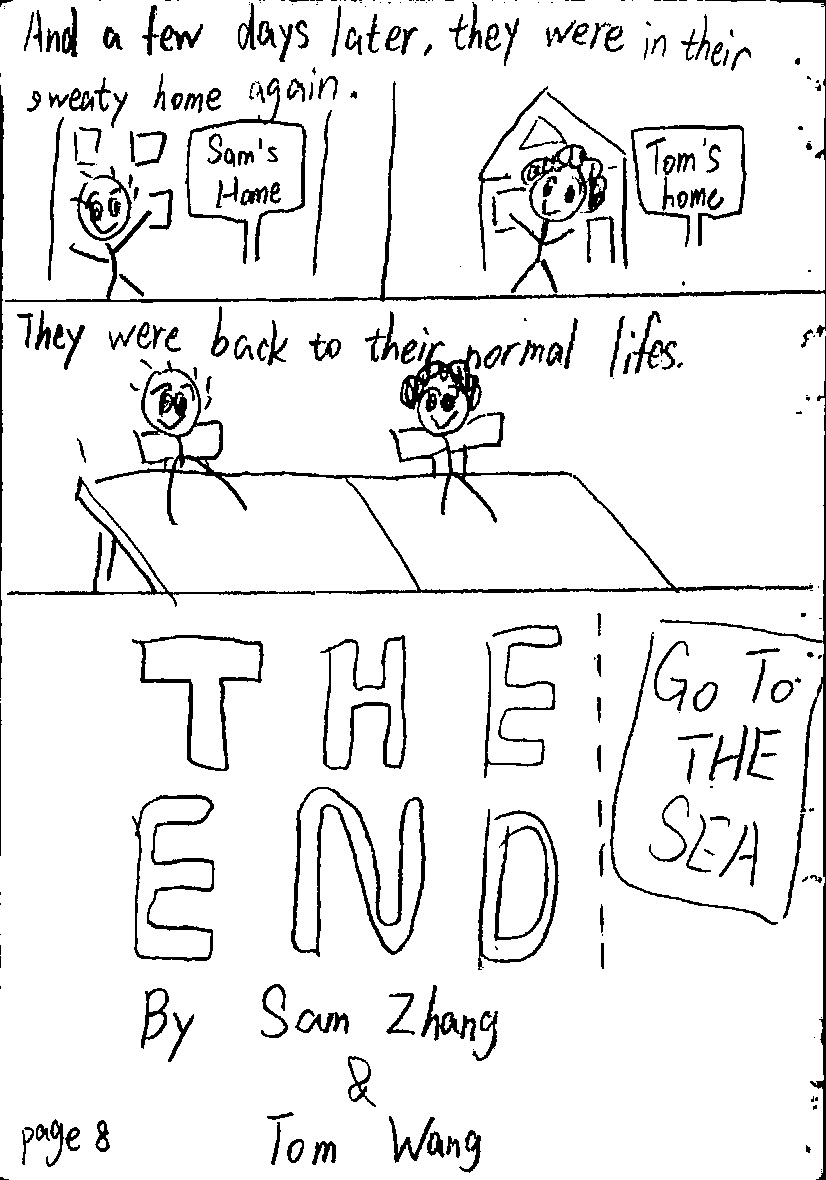 And a few days later, they were in their
sweaty home again.
Sam's
Home
Tom's
home
They were back to their normal lifes.
THE
END
GO TO
THE
SEA
By Sam Zhang
&
Tom Wang
page 8